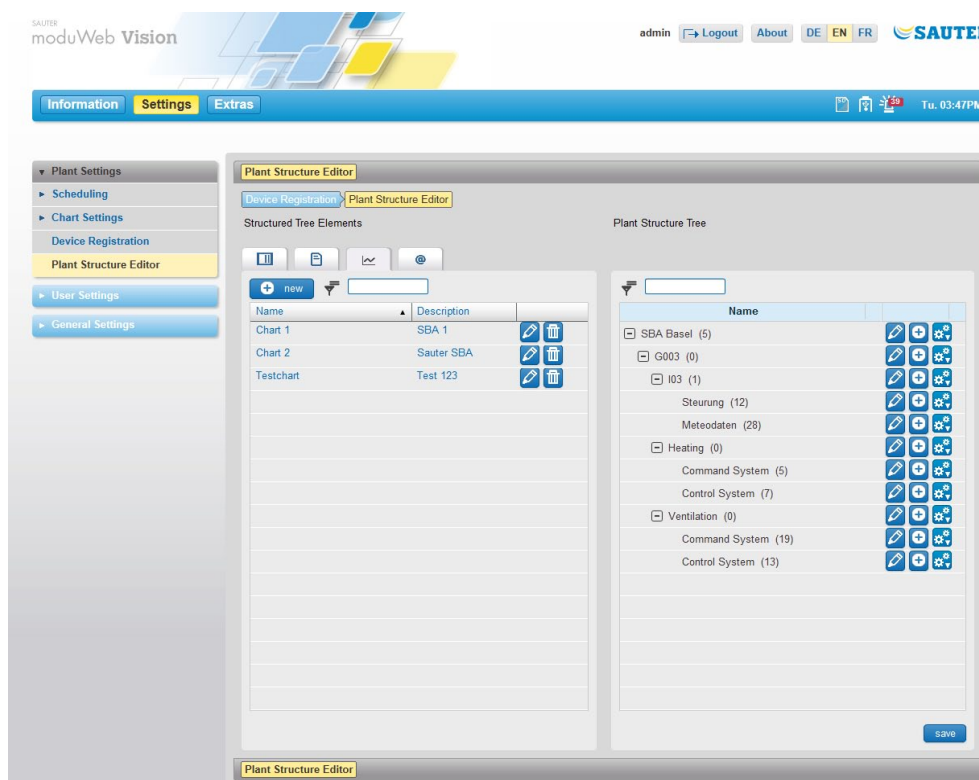 SAUTER
moduWeb Vision
admin Logout About DE EN FR SAUTER
Information Settings Extras 39 Tu. 03:47PM
Plant Settings
Scheduling
Chart Settings
Device Registration
Plant Structure Editor
User Settings
General Settings
Plant Structure Editor
Device Registration Plant Structure Editor
Structured Tree Elements
Plant Structure Tree
@
new
Name Description
Chart 1 SBA 1
Chart 2 Sauter SBA
Testchart Test 123
Name
SBA Basel (5)
G003 (0)
I03 (1)
Steurung (12)
Meteodaten (28)
Heating (0)
Command System (5)
Control System (7)
Ventilation (0)
Command System (19)
Control System (13)
save
Plant Structure Editor